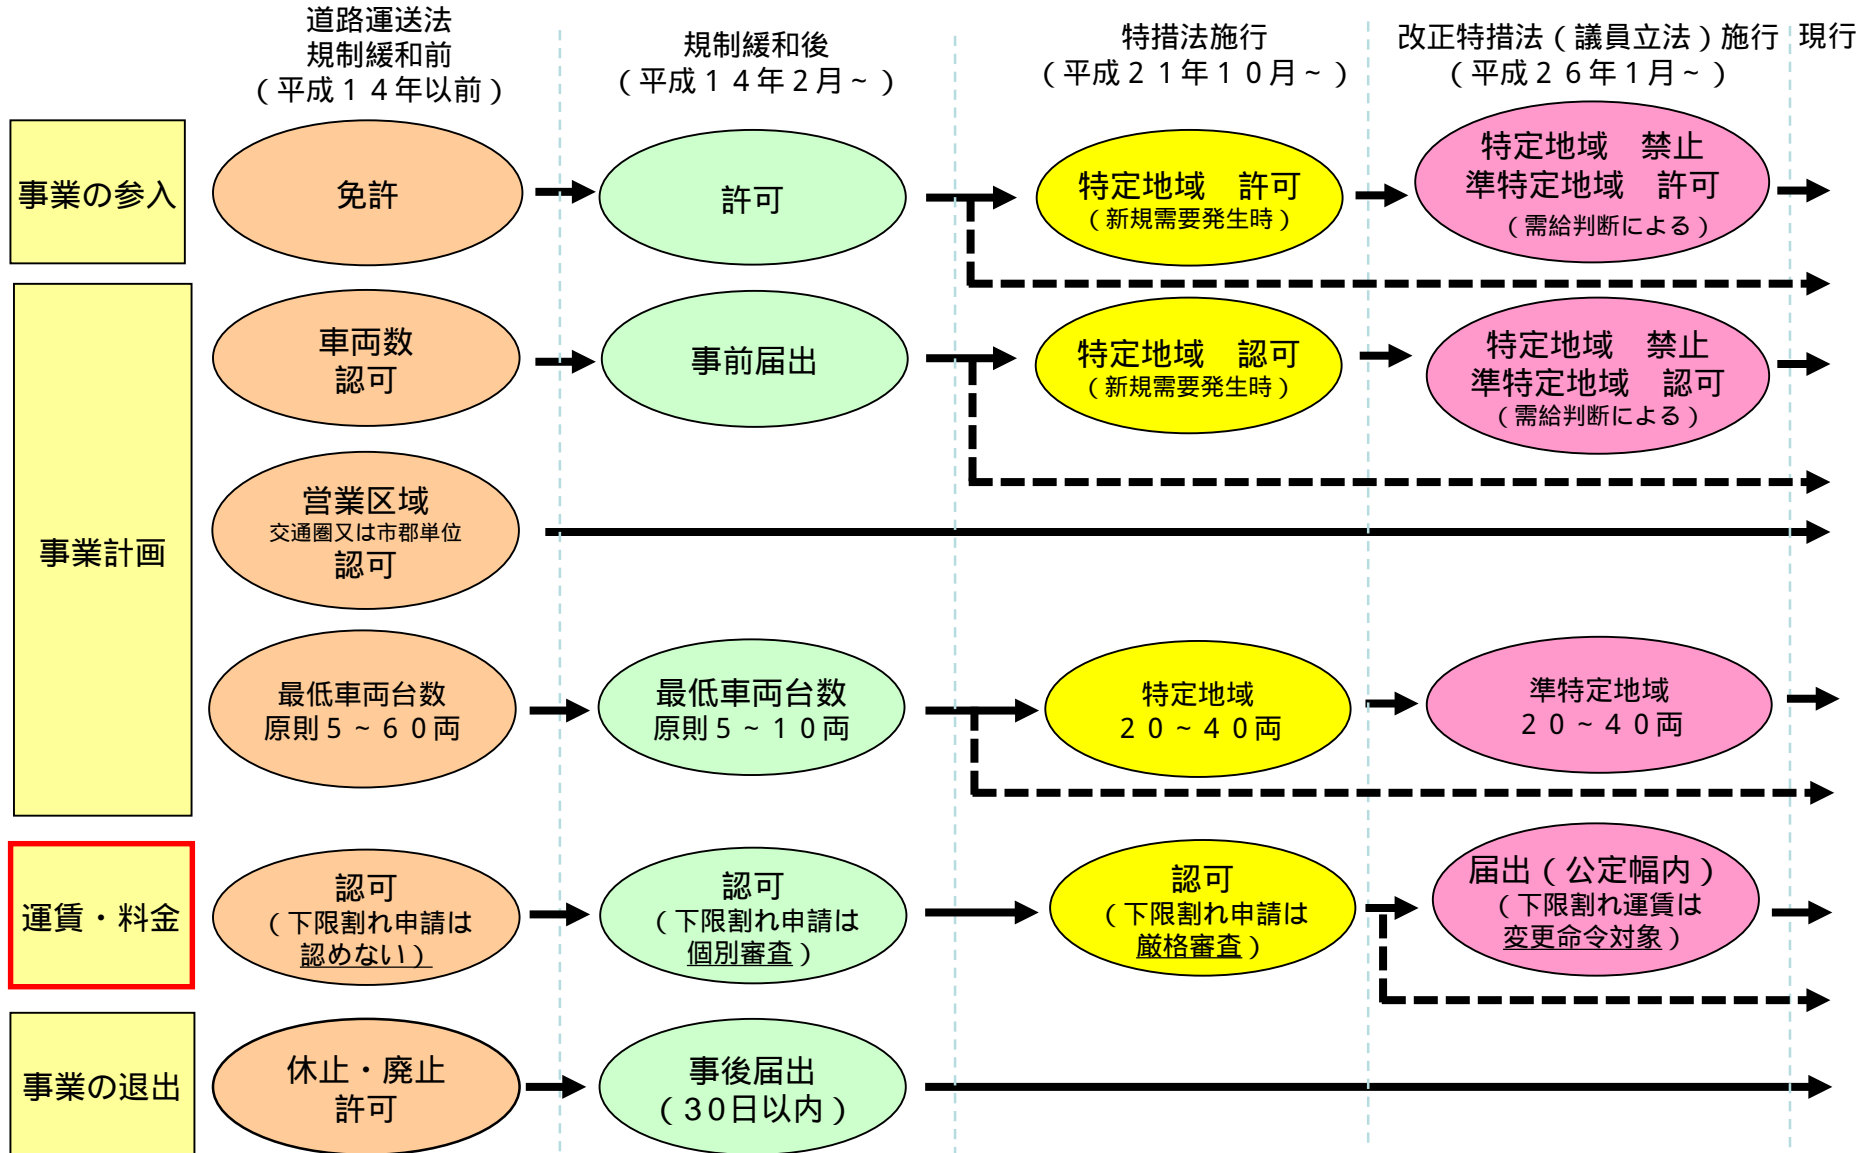 道路運送法
規制緩和前
(平成14年以前)
規制緩和後
(平成14年2月~)
特措法施行
(平成21年10月~)
改正特措法(議員立法)施行
(平成26年1月~)
現行
事業の参入
免許
許可
特定地域 許可
(新規需要発生時)
特定地域 禁止
準特定地域 許可
(需給判断による)
事業計画
車両数
認可
事前届出
特定地域 認可
(新規需要発生時)
特定地域 禁止
準特定地域 認可
(需給判断による)
営業区域
交通圏又は市郡単位
認可
最低車両台数
原則5~60両
最低車両台数
原則5~10両
特定地域
20~40両
準特定地域
20~40両
運賃・料金
認可
(下限割れ申請は
認めない)
認可
(下限割れ申請は
個別審査)
認可
(下限割れ申請は
厳格審査)
届出(公定幅内)
(下限割れ運賃は
変更命令対象)
事業の退出
休止・廃止
許可
事後届出
(30日以内)